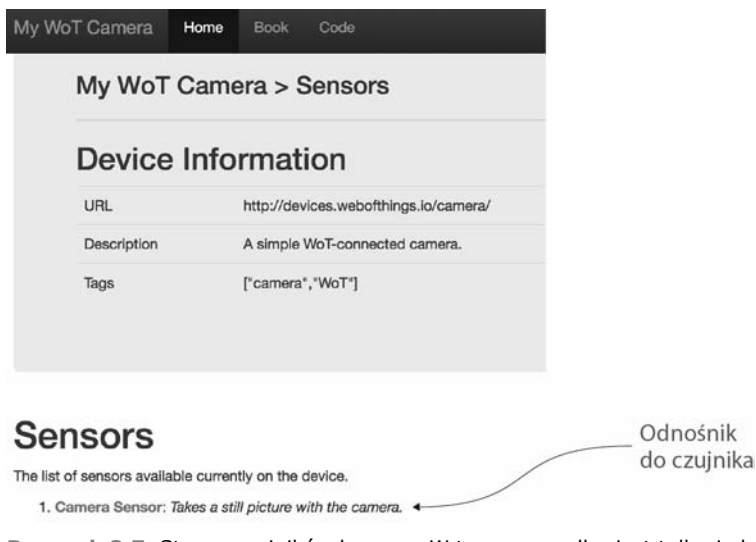 My WoT Camera Home Book Code
My WoT Camera > Sensors
Device Information
URL http://devices.webofthings.io/camera/
Description A simple WoT-connected camera.
Tags ["camera","WoT"]
Sensors
The list of sensors available currently on the device.
1. Camera Sensor: Takes a still picture with the camera.
Odnośnik
do czujnika